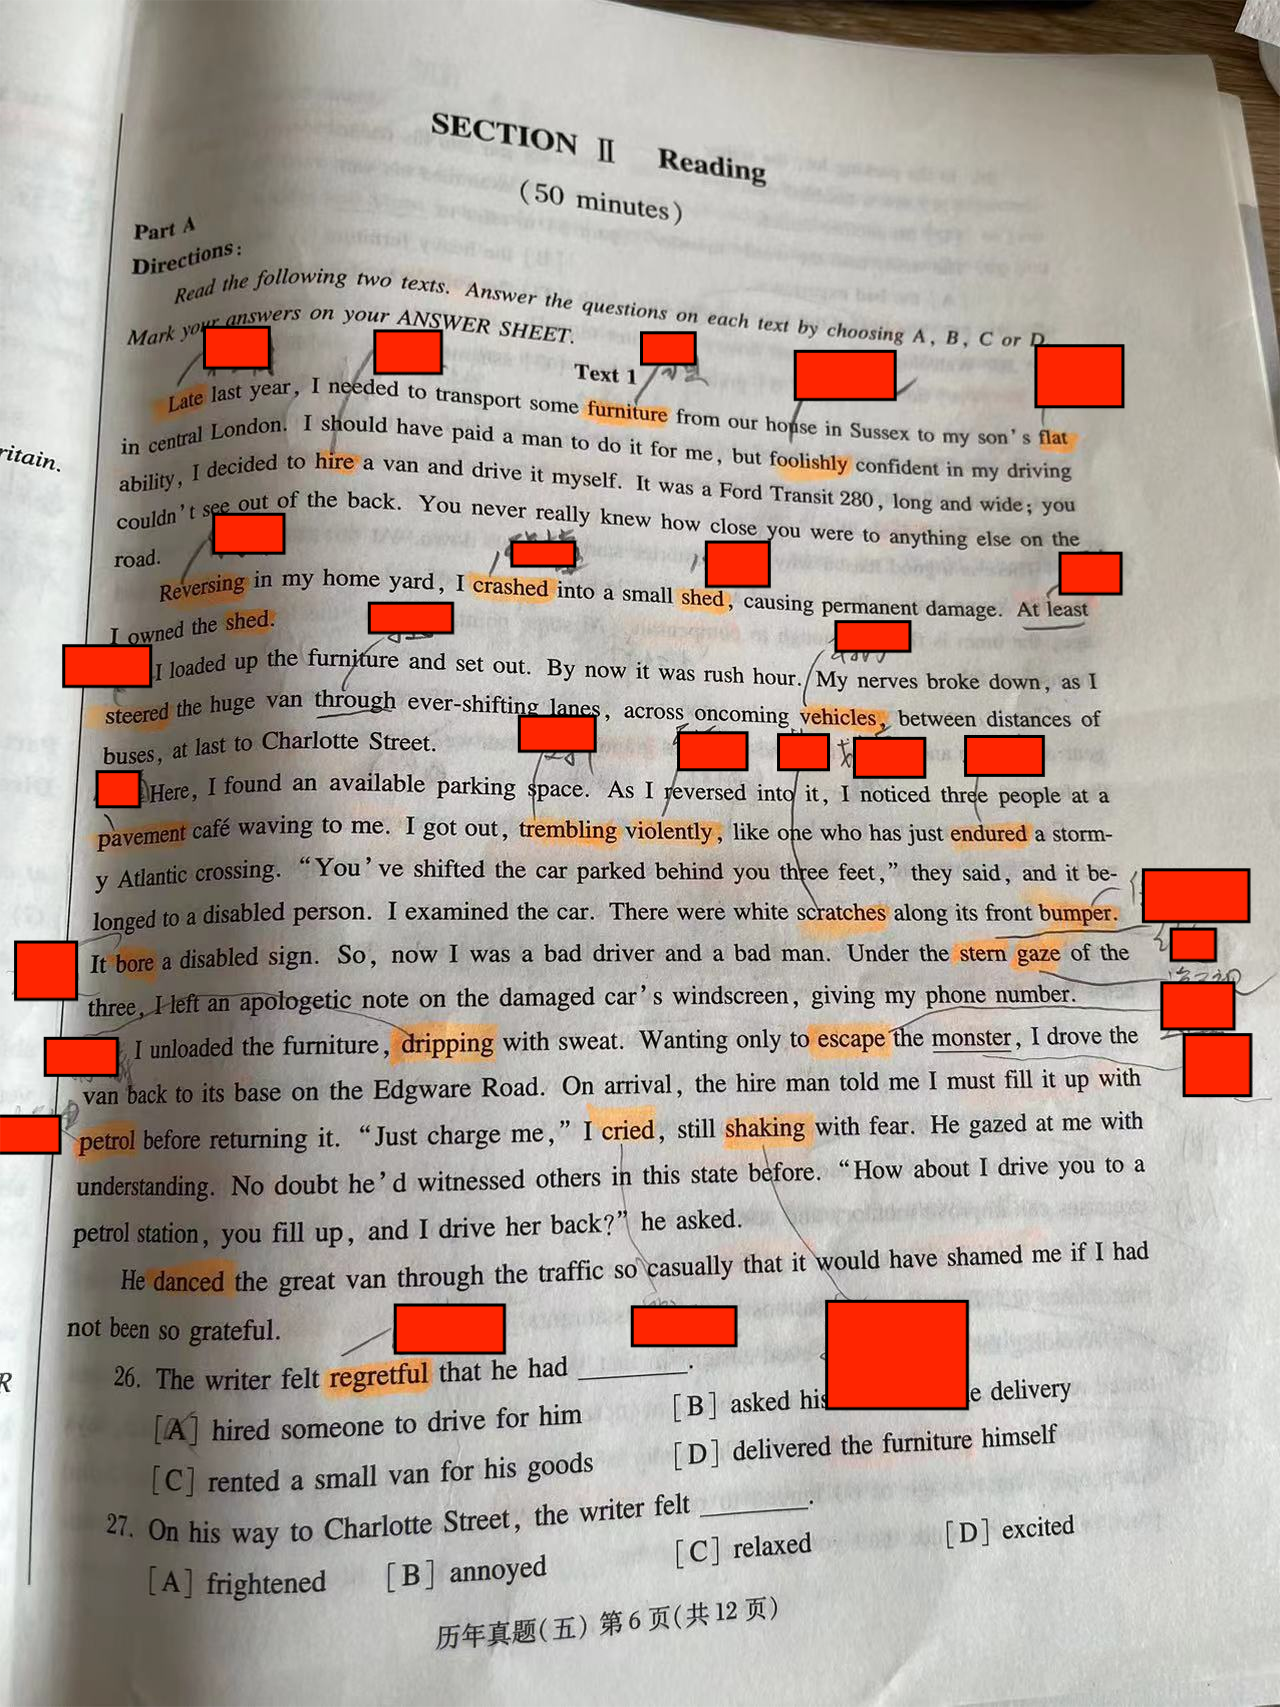 SECTION Ⅱ Reading
(50 minutes)
Part A
Directions:
Read the following two texts. Answer the questions on each text by choosing A, B, C or D.
Mark your answers on your ANSWER SHEET.
Text 1
Late last year, I needed to transport some furniture from our house in Sussex to my son's flat
in central London. I should have paid a man to do it for me, but foolishly confident in my driving
ability, I decided to hire a van and drive it myself. It was a Ford Transit 280, long and wide; you
couldn't see out of the back. You never really knew how close you were to anything else on the
road.
Reversing in my home yard, I crashed into a small shed, causing permanent damage. At least
I owned the shed.
I loaded up the furniture and set out. By now it was rush hour. My nerves broke down, as I
steered the huge van through ever-shifting lanes, across oncoming vehicles, between distances of
buses, at last to Charlotte Street.
Here, I found an available parking space. As I reversed into it, I noticed three people at a
pavement café waving to me. I got out, trembling violently, like one who has just endured a storm-
y Atlantic crossing. "You've shifted the car parked behind you three feet," they said, and it be-
longed to a disabled person. I examined the car. There were white scratches along its front bumper.
It bore a disabled sign. So, now I was a bad driver and a bad man. Under the stern gaze of the
three, I left an apologetic note on the damaged car's windscreen, giving my phone number.
I unloaded the furniture, dripping with sweat. Wanting only to escape the monster, I drove the
van back to its base on the Edgware Road. On arrival, the hire man told me I must fill it up with
petrol before returning it. "Just charge me," I cried, still shaking with fear. He gazed at me with
understanding. No doubt he'd witnessed others in this state before. "How about I drive you to a
petrol station, you fill up, and I drive her back?" he asked.
He danced the great van through the traffic so casually that it would have shamed me if I had
not been so grateful.
26. The writer felt regretful that he had ______.
[A] hired someone to drive for him
[B] asked his e delivery
[C] rented a small van for his goods
[D] delivered the furniture himself
27. On his way to Charlotte Street, the writer felt ______.
[A] frightened [B] annoyed [C] relaxed [D] excited
历年真题(五) 第6页(共12页)
ritain.
R